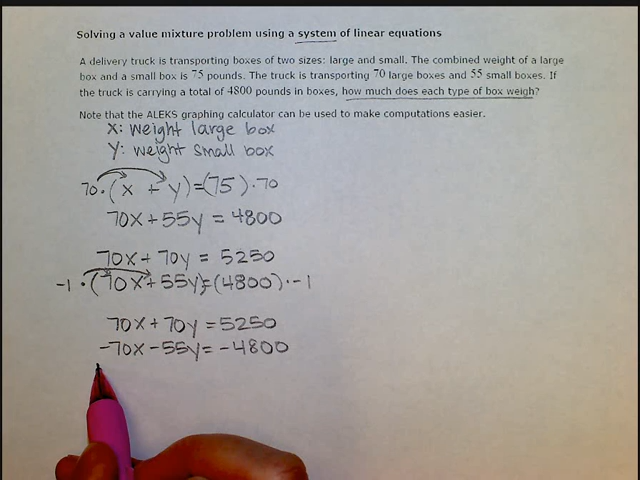 Solving a value mixture problem using a system of linear equations
A delivery truck is transporting boxes of two sizes: large and small. The combined weight of a large
box and a small box is 75 pounds. The truck is transporting 70 large boxes and 55 small boxes. If
the truck is carrying a total of 4800 pounds in boxes, how much does each type of box weigh?
Note that the ALEKS graphing calculator can be used to make computations easier.
X: weight large box
Y: weight small box
70·(x + y)=(75)·70
70x+55y = 4800
70x+ 70y = 5250
-1·(70x+55y)=(4800)·-1
70x+70y=5250
-70x-55y=-4800